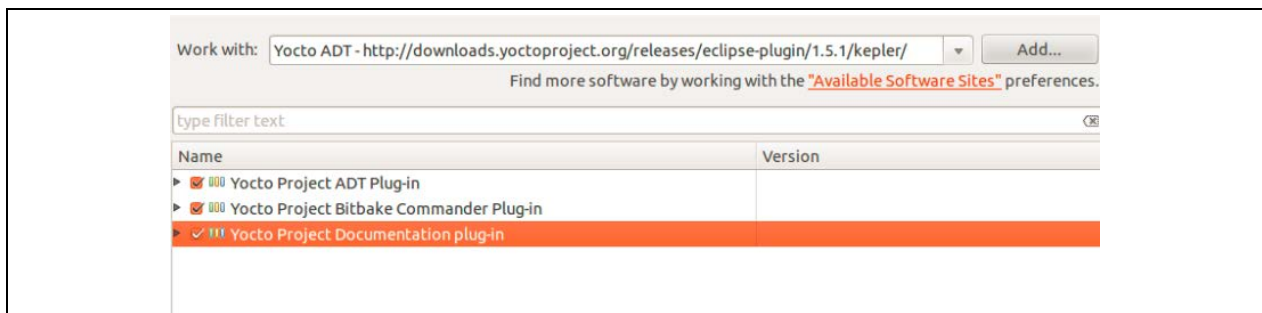 Work with: Yocto ADT - http://downloads.yoctoproject.org/releases/eclipse-plugin/1.5.1/kepler/ Add...
Find more software by working with the "Available Software Sites" preferences.
type filter text
Name Version
Yocto Project ADT Plug-in
Yocto Project Bitbake Commander Plug-in
Yocto Project Documentation plug-in